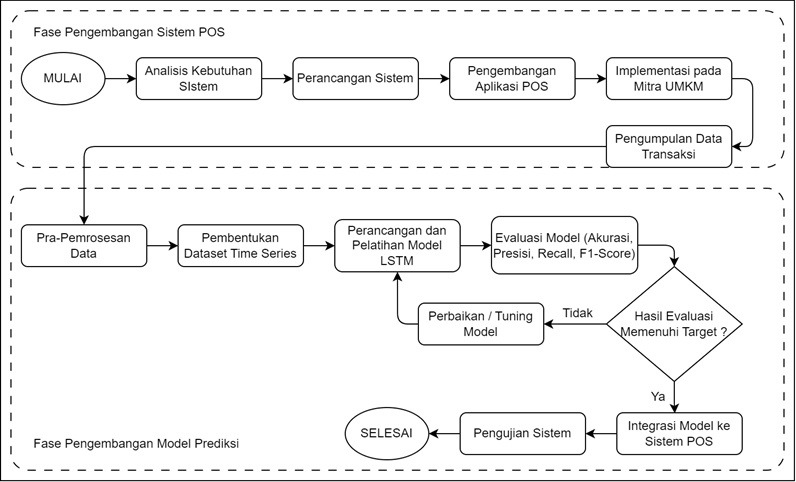 Fase Pengembangan Sistem POS
MULAI
Analisis Kebutuhan
SIstem
Perancangan Sistem
Pengembangan
Aplikasi POS
Implementasi pada
Mitra UMKM
Pengumpulan Data
Transaksi
Pra-Pemrosesan
Data
Pembentukan
Dataset Time Series
Perancangan dan
Pelatihan Model
LSTM
Evaluasi Model (Akurasi,
Presisi, Recall, F1-Score)
Hasil Evaluasi
Memenuhi Target ?
Tidak
Perbaikan / Tuning
Model
Ya
Integrasi Model ke
Sistem POS
Pengujian Sistem
SELESAI
Fase Pengembangan Model Prediksi